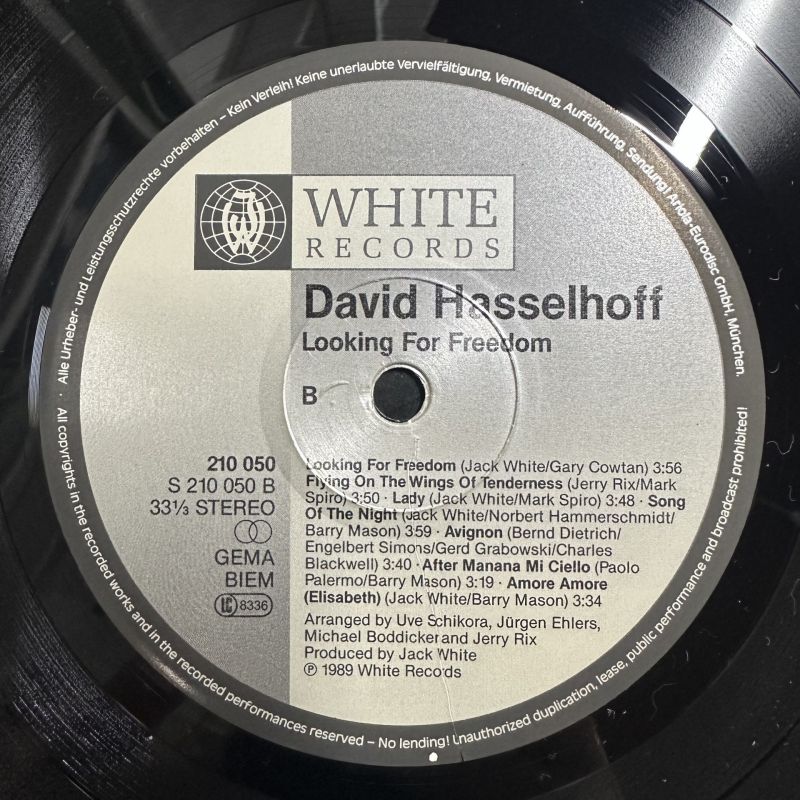 Alle Urheber- und Leistungsschutzrechte vorbehalten – Kein Verleih! Keine unerlaubte Vervielfältigung, Vermietung, Aufführung, Sendung! Ariola-Eurodisc GmbH, München.
WHITE
RECORDS
David Hasselhoff
Looking For Freedom
B
210 050
S 210 050 B
33⅓ STEREO
GEMA
BIEM
LC 8336
Looking For Freedom (Jack White/Gary Cowtan) 3:56
Flying On The Wings Of Tenderness (Jerry Rix/Mark
Spiro) 3:50 · Lady (Jack White/Mark Spiro) 3:48 · Song
Of The Night (Jack White/Norbert Hammerschmidt/
Barry Mason) 3:59 · Avignon (Bernd Dietrich/
Engelbert Simons/Gerd Grabowski/Charles
Blackwell) 3:40 · After Manana Mi Ciello (Paolo
Palermo/Barry Mason) 3:19 · Amore Amore
(Elisabeth) (Jack White/Barry Mason) 3:34
Arranged by Uve Schikora, Jürgen Ehlers,
Michael Boddicker and Jerry Rix
Produced by Jack White
℗ 1989 White Records
· All copyrights in the recorded works and in the recorded performances reserved – No lending! Unauthorized duplication, lease, public performance and broadcast prohibited!